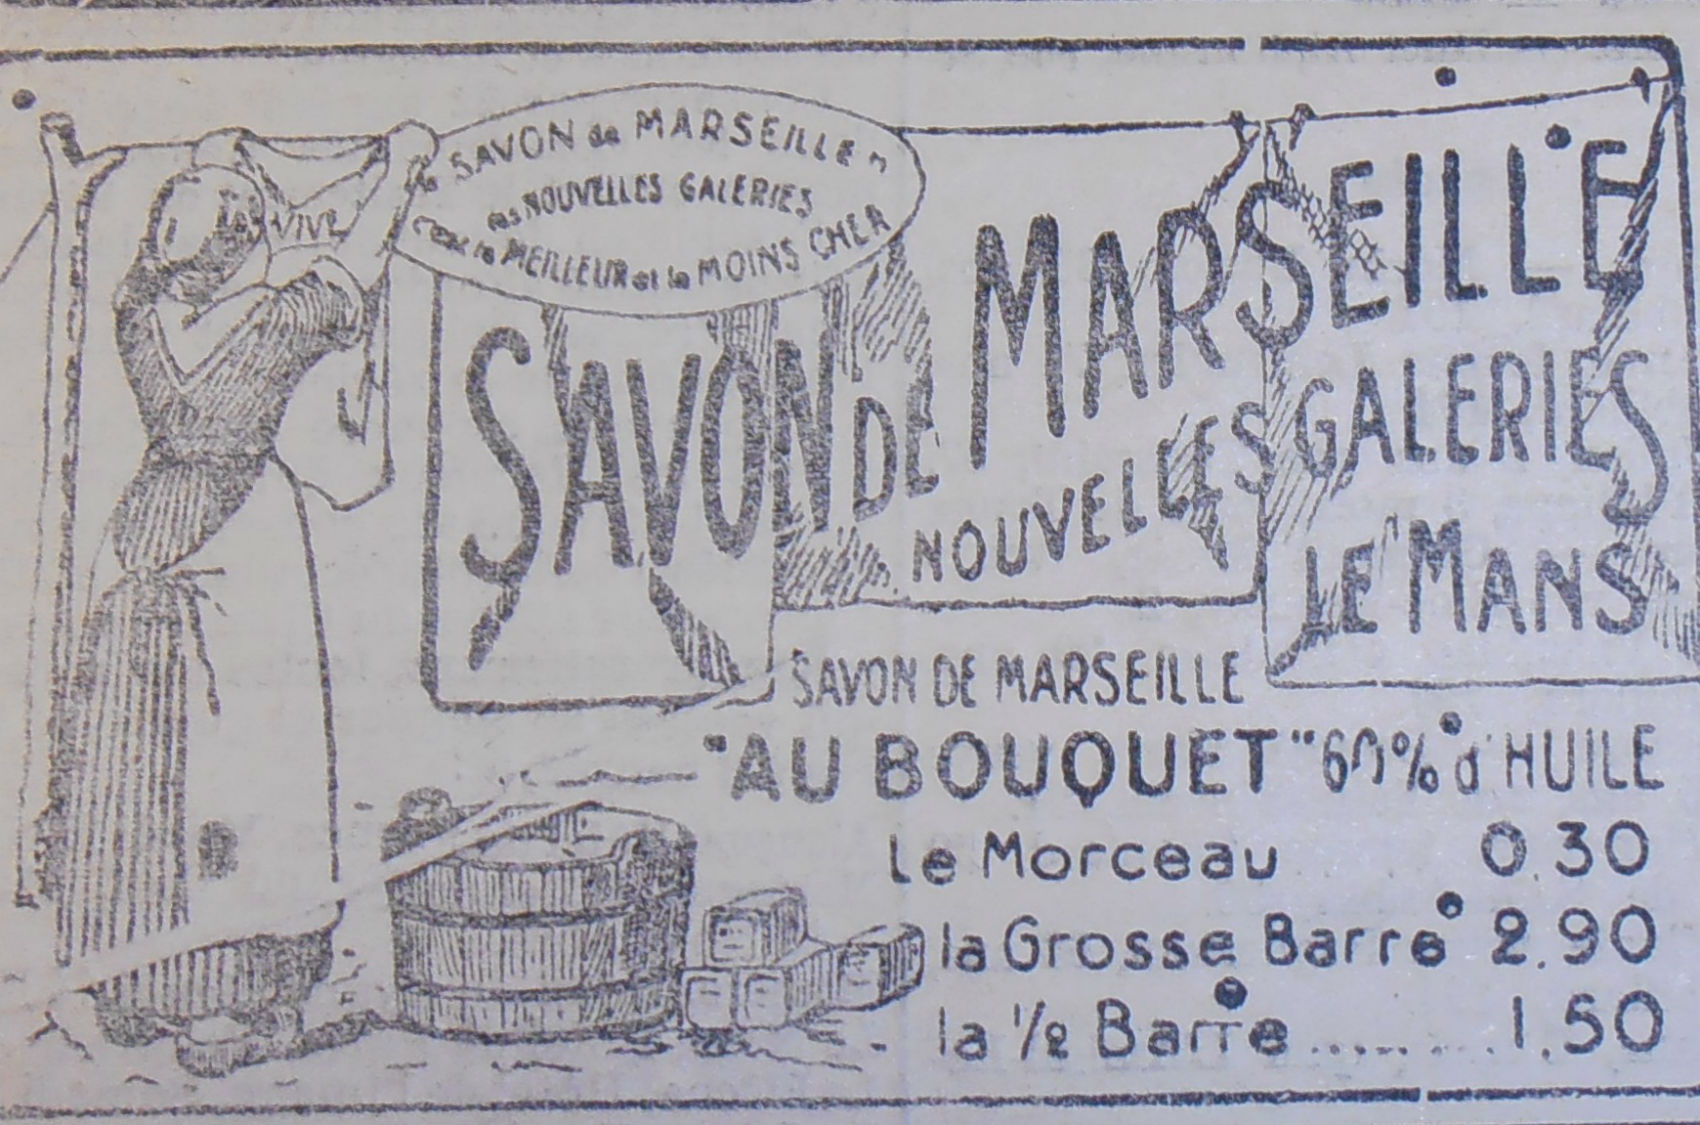 VIVE
" SAVON de MARSEILLE "
des NOUVELLES GALERIES
c'est le MEILLEUR et le MOINS CHER
SAVON DE MARSEILLE
NOUVELLES GALERIES
LE MANS
SAVON DE MARSEILLE
"AU BOUQUET" 60% d'HUILE
Le Morceau 0.30
la Grosse Barre 2.90
la 1/2 Barre ......... 1.50